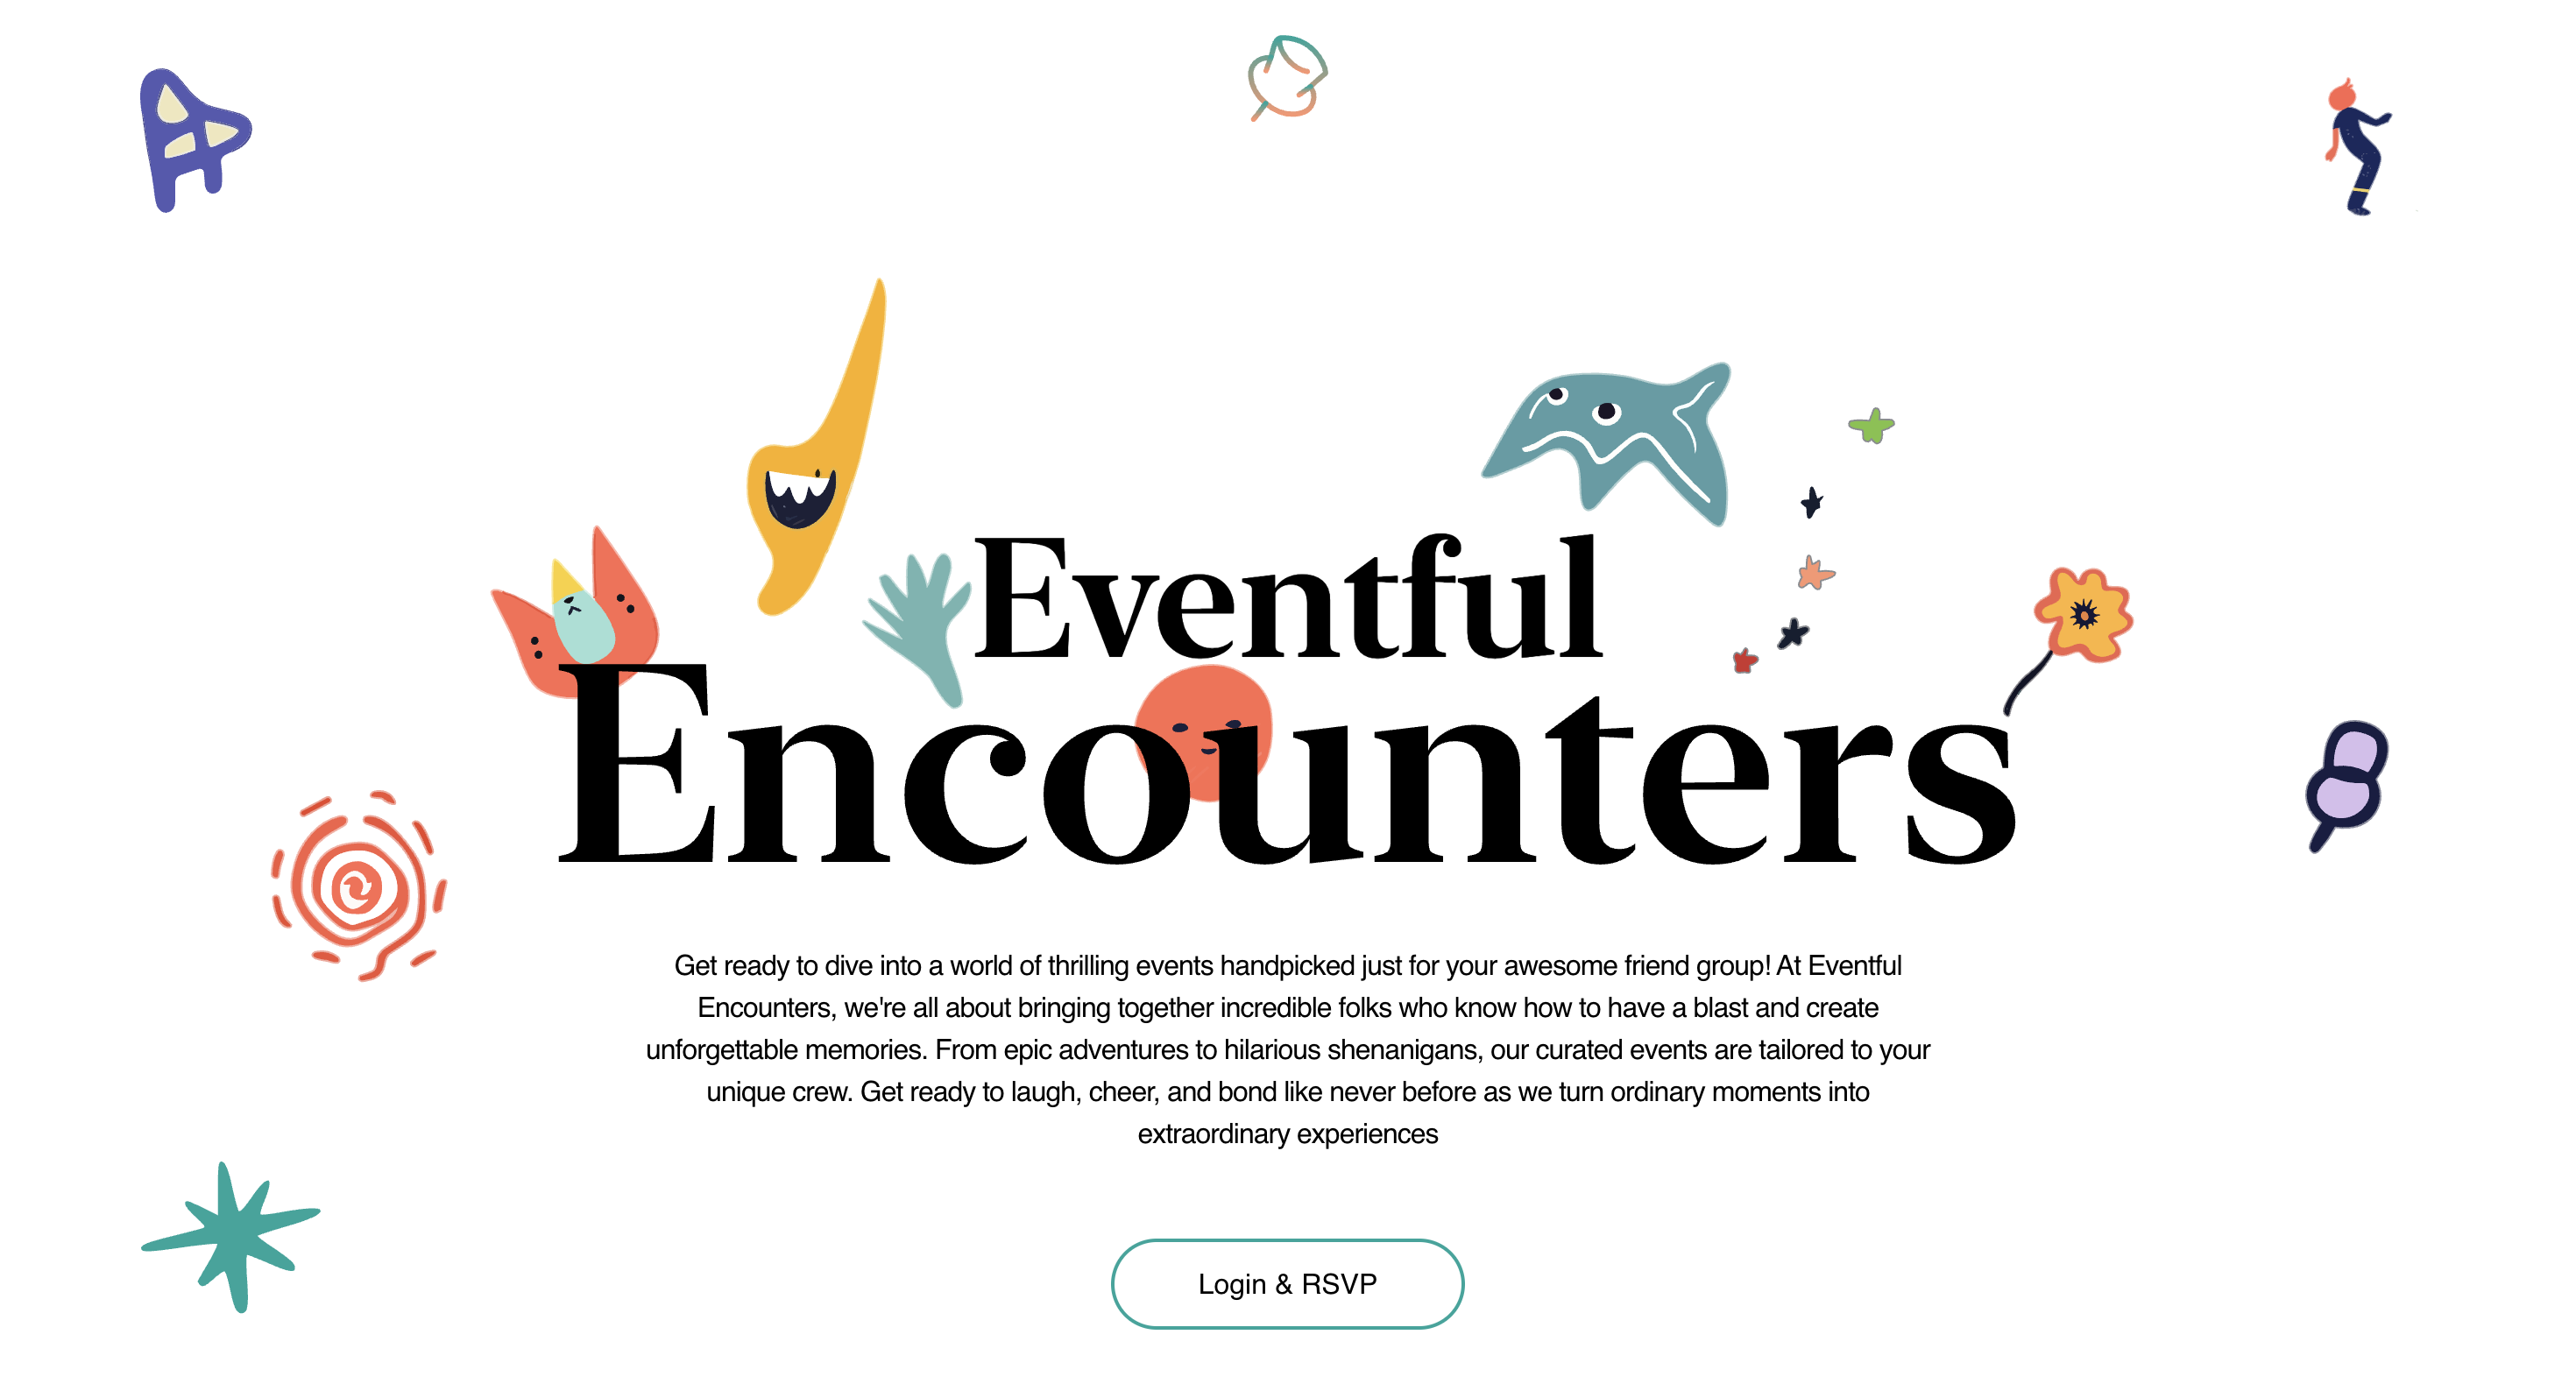 Eventful
Encounters
Get ready to dive into a world of thrilling events handpicked just for your awesome friend group! At Eventful
Encounters, we're all about bringing together incredible folks who know how to have a blast and create
unforgettable memories. From epic adventures to hilarious shenanigans, our curated events are tailored to your
unique crew. Get ready to laugh, cheer, and bond like never before as we turn ordinary moments into
extraordinary experiences
Login & RSVP